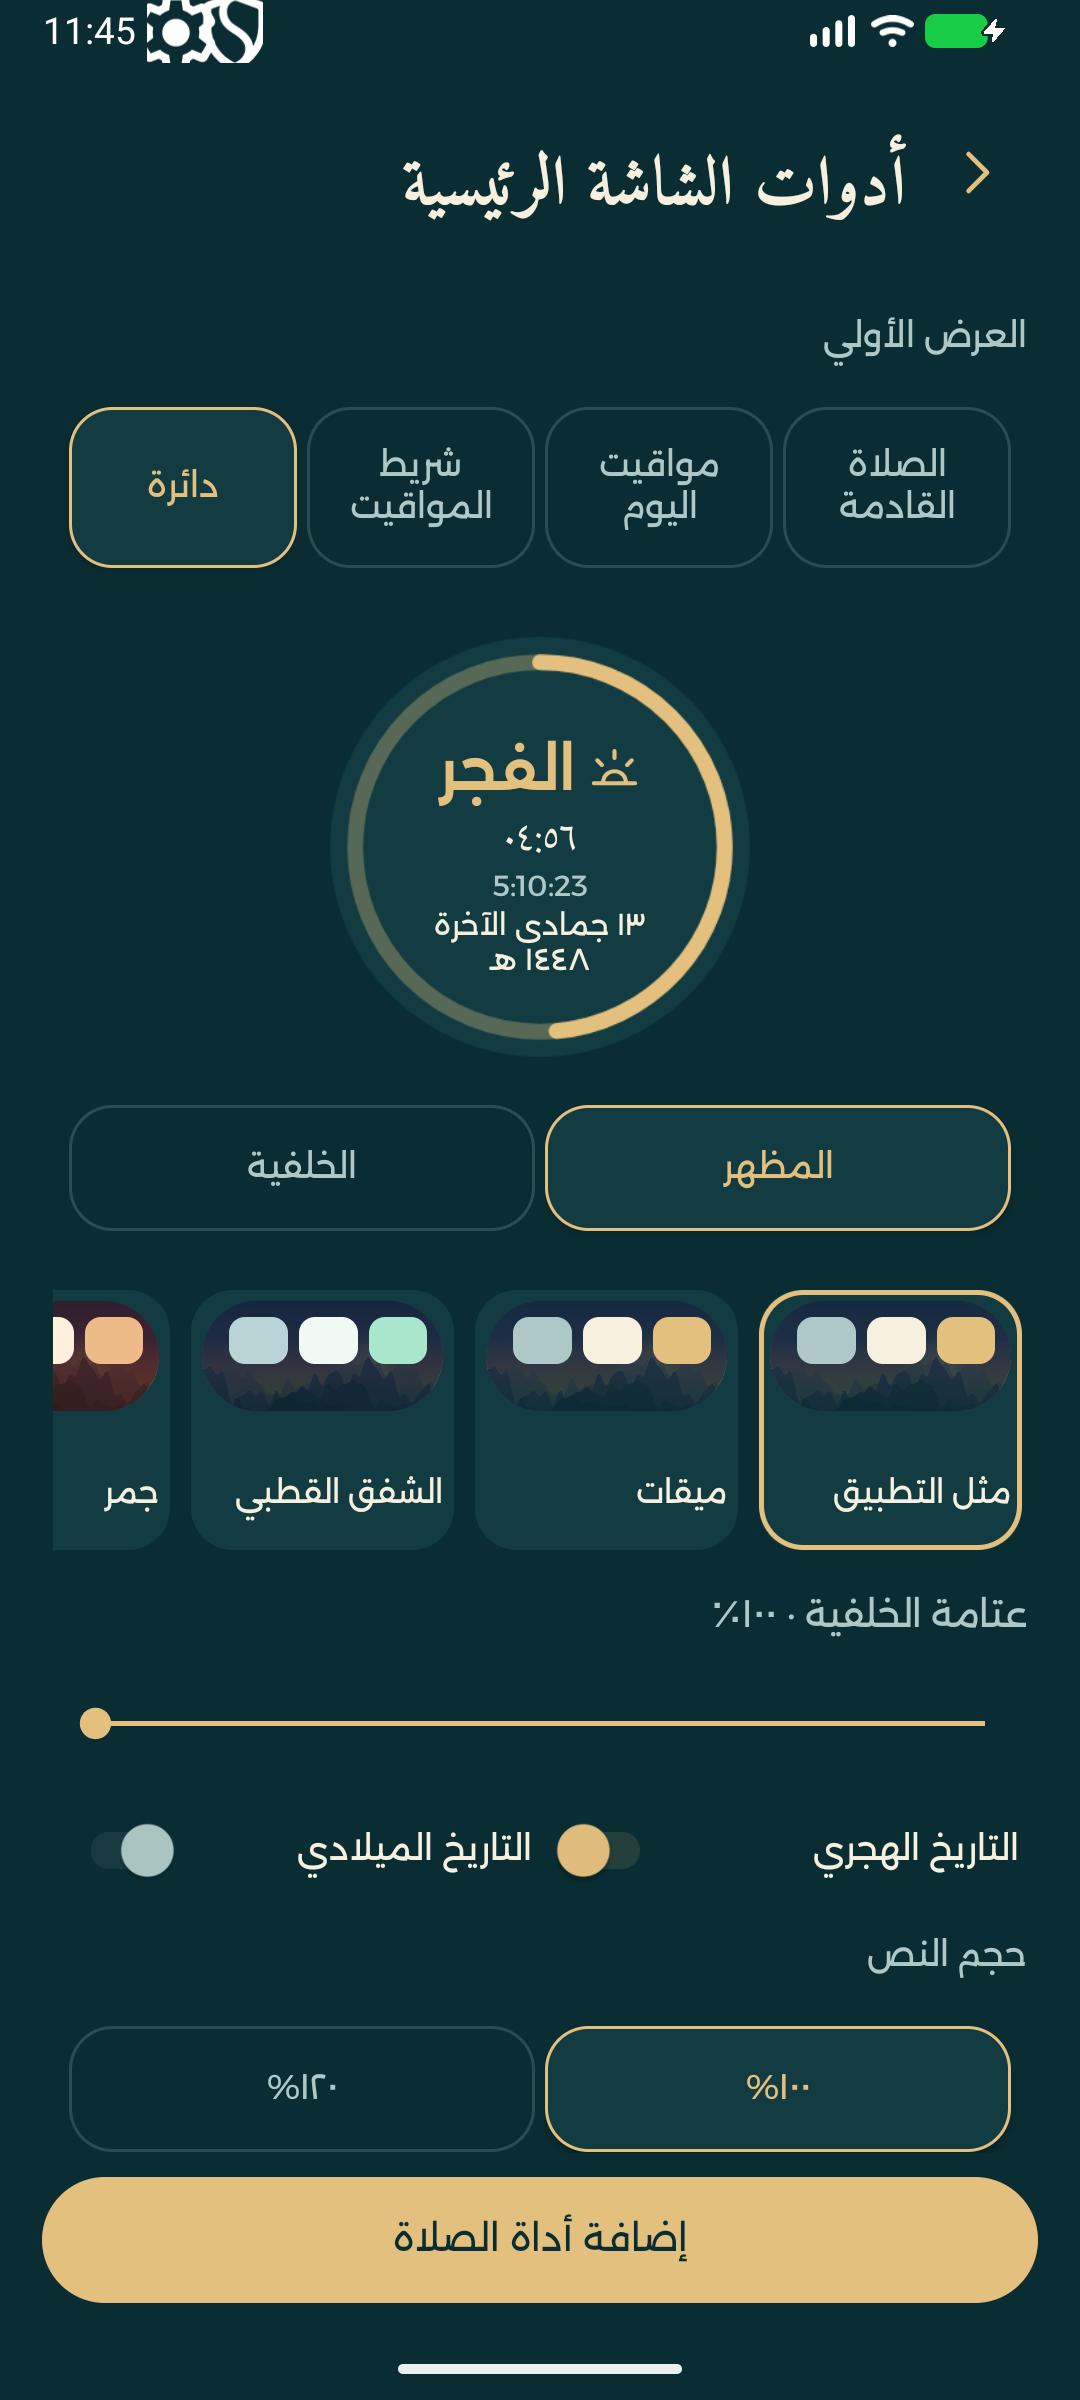 11:45
أدوات الشاشة الرئيسية
العرض الأولي
الصلاة القادمة
مواقيت اليوم
شريط المواقيت
دائرة
الفجر
٠٤:٥٦
5:10:23
١٣ جمادى الآخرة
١٤٤٨ هـ
المظهر
الخلفية
مثل التطبيق
ميقات
الشفق القطبي
جمر
عتامة الخلفية · ١٠٠٪
التاريخ الهجري
التاريخ الميلادي
حجم النص
١٠٠%
١٢٠%
إضافة أداة الصلاة